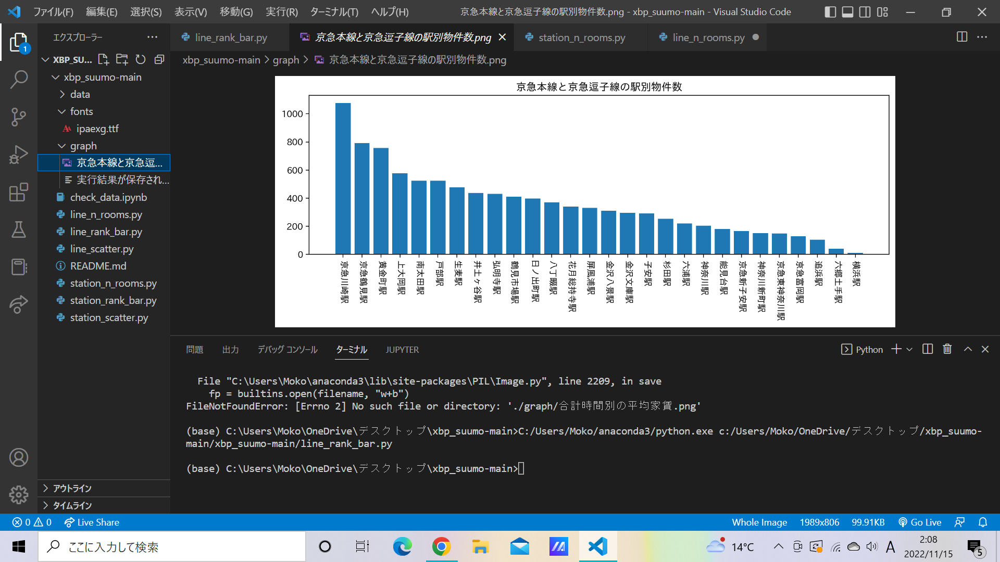 ファイル(F) 編集(E) 選択(S) 表示(V) 移動(G) 実行(R) ターミナル(T) ヘルプ(H) 京急本線と京急逗子線の駅別物件数.png - xbp_suumo-main - Visual Studio Code
エクスプローラー
line_rank_bar.py 京急本線と京急逗子線の駅別物件数.png station_n_rooms.py line_n_rooms.py
XBP_SU...
xbp_suumo-main > graph > 京急本線と京急逗子線の駅別物件数.png
1
xbp_suumo-main
data
fonts
ipaexg.ttf
graph
京急本線と京急逗...
実行結果が保存され...
check_data.ipynb
line_n_rooms.py
line_rank_bar.py
line_scatter.py
README.md
station_n_rooms.py
station_rank_bar.py
station_scatter.py
アウトライン
タイムライン
京急本線と京急逗子線の駅別物件数
1000
800
600
400
200
0
京急川崎駅
京急鶴見駅
黄金町駅
上大岡駅
南太田駅
戸部駅
生麦駅
井土ヶ谷駅
弘明寺駅
鶴見市場駅
日ノ出町駅
八丁畷駅
花月総持寺駅
屏風浦駅
金沢八景駅
金沢文庫駅
子安駅
杉田駅
六浦駅
神奈川駅
能見台駅
京急新子安駅
神奈川新町駅
京急東神奈川駅
京急富岡駅
追浜駅
六郷土手駅
横浜駅
問題 出力 デバッグ コンソール ターミナル JUPYTER Python
File "C:\Users\Moko\anaconda3\lib\site-packages\PIL\Image.py", line 2209, in save
fp = builtins.open(filename, "w+b")
FileNotFoundError: [Errno 2] No such file or directory: './graph/合計時間別の平均家賃.png'
(base) C:\Users\Moko\OneDrive\デスクトップ\xbp_suumo-main>C:/Users/Moko/anaconda3/python.exe c:/Users/Moko/OneDrive/デスクトップ/xbp_suumo-
main/xbp_suumo-main/line_rank_bar.py
(base) C:\Users\Moko\OneDrive\デスクトップ\xbp_suumo-main>
0 0 Live Share Whole Image 1989x806 99.91KB Go Live
ここに入力して検索 14°C A 2:08
2022/11/15 5